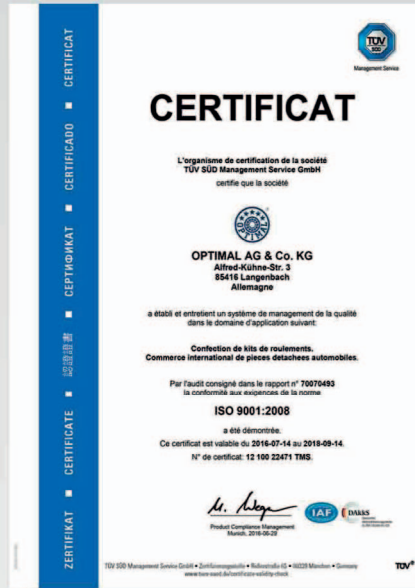 TÜV
SÜD
Management Service
CERTIFICAT
L'organisme de certification de la société
TÜV SÜD Management Service GmbH
certifie que la société
OPTIMAL
OPTIMAL AG & Co. KG
Alfred-Kühne-Str. 3
85416 Langenbach
Allemagne
a établi et entretient un système de management de la qualité
dans le domaine d'application suivant:
Confection de kits de roulements.
Commerce international de pieces detachees automobiles.
Par l'audit consigné dans le rapport n° 70070493
la conformité aux exigences de la norme
ISO 9001:2008
a été démontrée.
Ce certificat est valable du 2016-07-14 au 2018-09-14.
N° de certificat: 12 100 22471 TMS
Product Compliance Management
Munich, 2016-06-29
IAF
DAkkS
TÜV SÜD Management Service GmbH • Zertifizierungsstelle • Ridlerstraße 65 • 80339 München • Germany
www.tuev-sued.de/certificate-validity-check
TÜV
ZERTIFIKAT ■ CERTIFICATE ■ 認證證書 ■ СЕРТИФИКАТ ■ CERTIFICADO ■ CERTIFICAT